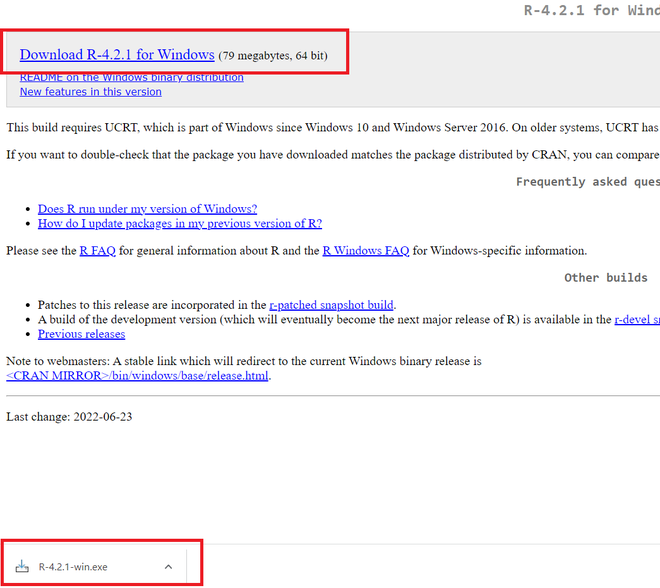 R-4.2.1 for
Download R-4.2.1 for Windows (79 megabytes, 64 bit)
README on the Windows binary distribution
New features in this version
This build requires UCRT, which is part of Windows since Windows 10 and Windows Server 2016. On older systems, UCRT has
If you want to double-check that the package you have downloaded matches the package distributed by CRAN, you can compare
Frequently asked
Does R run under my version of Windows?
How do I update packages in my previous version of R?
Please see the R FAQ for general information about R and the R Windows FAQ for Windows-specific information.
Other builds
Patches to this release are incorporated in the r-patched snapshot build.
A build of the development version (which will eventually become the next major release of R) is available in the r-devel
Previous releases
Note to webmasters: A stable link which will redirect to the current Windows binary release is
<CRAN MIRROR>/bin/windows/base/release.html.
Last change: 2022-06-23
R-4.2.1-win.exe